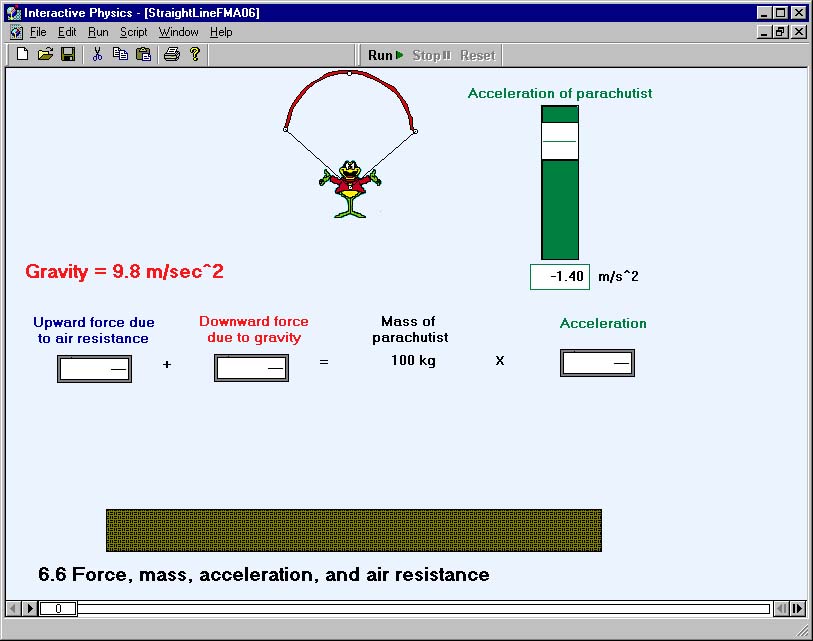 Interactive Physics - [StraightLineFMA06]
File Edit Run Script Window Help
Run Stop Reset
Acceleration of parachutist
-1.40 m/s^2
Gravity = 9.8 m/sec^2
Upward force due
to air resistance
Downward force
due to gravity
Mass of
parachutist
Acceleration
+ = 100 kg X
6.6 Force, mass, acceleration, and air resistance
0